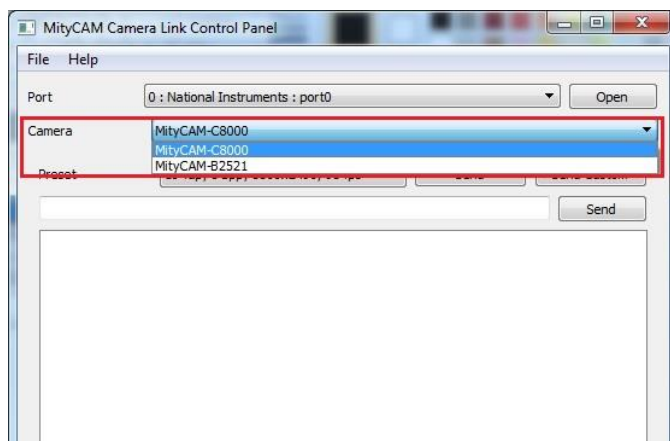 MityCAM Camera Link Control Panel
File Help
Port 0 : National Instruments : port0 Open
Camera MityCAM-C8000
MityCAM-C8000
MityCAM-B2521
Preset
Send